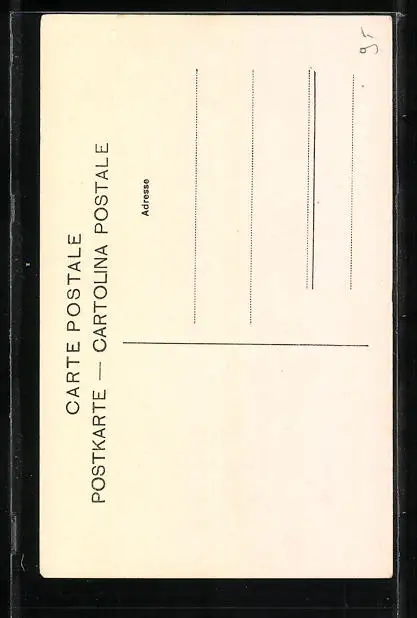 CARTE POSTALE
POSTKARTE — CARTOLINA POSTALE
Adresse